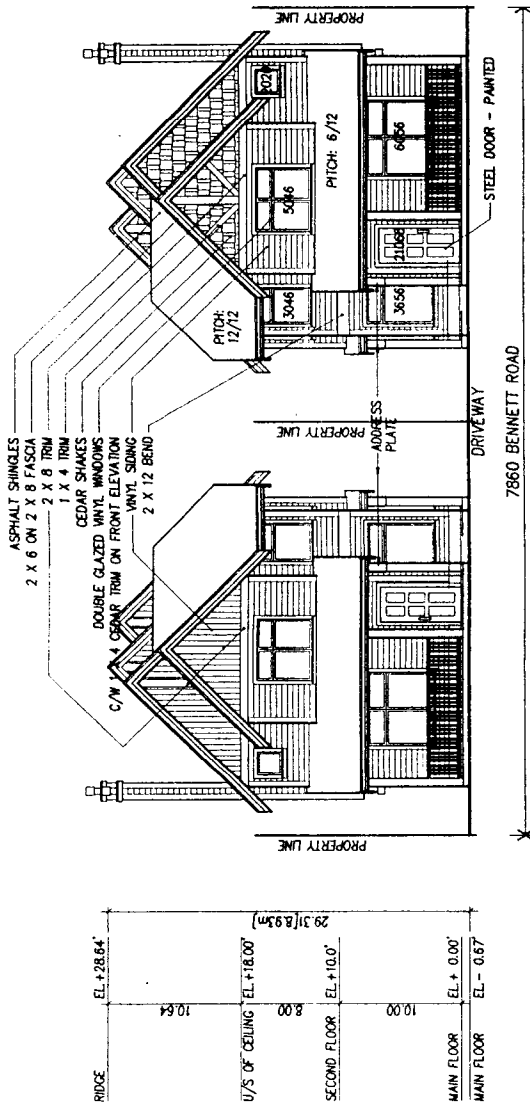 ASPHALT SHINGLES
2 X 6 ON 2 X 8 FASCIA
2 X 8 TRIM
1 X 4 TRIM
CEDAR SHAKES
DOUBLE GLAZED VINYL WINDOWS
C/W 1 X 4 CEDAR TRIM ON FRONT ELEVATION
VINYL SIDING
2 X 12 BEND
PROPERTY LINE
PROPERTY LINE
PROPERTY LINE
PITCH: 12/12
PITCH: 6/12
2020
3046
5046
3656
21068
6056
ADDRESS
PLATE
STEEL DOOR - PAINTED
DRIVEWAY
7860 BENNETT ROAD
RIDGE EL +28.64'
10.64
U/S OF CEILING EL +18.00'
8.00
SECOND FLOOR EL +10.0'
10.00
MAIN FLOOR EL + 0.00'
MAIN FLOOR EL - 0.67'
29.31[8.93m]